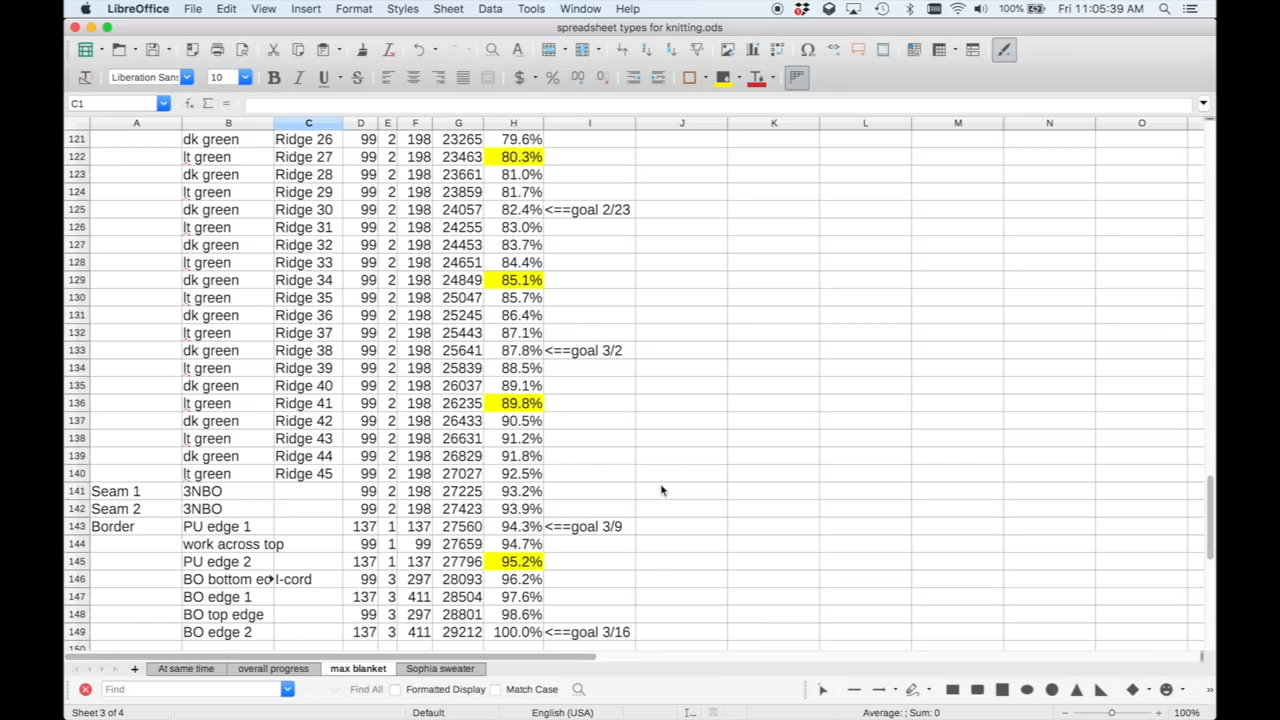 LibreOffice File Edit View Insert Format Styles Sheet Data Tools Window Help 100% Fri 11:05:39 AM
spreadsheet types for knitting.ods
Liberation Sans 10
C1
A B C D E F G H I J K L M N O
121 dk green Ridge 26 99 2 198 23265 79.6%
122 lt green Ridge 27 99 2 198 23463 80.3%
123 dk green Ridge 28 99 2 198 23661 81.0%
124 lt green Ridge 29 99 2 198 23859 81.7%
125 dk green Ridge 30 99 2 198 24057 82.4% <==goal 2/23
126 lt green Ridge 31 99 2 198 24255 83.0%
127 dk green Ridge 32 99 2 198 24453 83.7%
128 lt green Ridge 33 99 2 198 24651 84.4%
129 dk green Ridge 34 99 2 198 24849 85.1%
130 lt green Ridge 35 99 2 198 25047 85.7%
131 dk green Ridge 36 99 2 198 25245 86.4%
132 lt green Ridge 37 99 2 198 25443 87.1%
133 dk green Ridge 38 99 2 198 25641 87.8% <==goal 3/2
134 lt green Ridge 39 99 2 198 25839 88.5%
135 dk green Ridge 40 99 2 198 26037 89.1%
136 lt green Ridge 41 99 2 198 26235 89.8%
137 dk green Ridge 42 99 2 198 26433 90.5%
138 lt green Ridge 43 99 2 198 26631 91.2%
139 dk green Ridge 44 99 2 198 26829 91.8%
140 lt green Ridge 45 99 2 198 27027 92.5%
141 Seam 1 3NBO 99 2 198 27225 93.2%
142 Seam 2 3NBO 99 2 198 27423 93.9%
143 Border PU edge 1 137 1 137 27560 94.3% <==goal 3/9
144 work across top 99 1 99 27659 94.7%
145 PU edge 2 137 1 137 27796 95.2%
146 BO bottom ed I-cord 99 3 297 28093 96.2%
147 BO edge 1 137 3 411 28504 97.6%
148 BO top edge 99 3 297 28801 98.6%
149 BO edge 2 137 3 411 29212 100.0% <==goal 3/16
150
At same time overall progress max blanket Sophia sweater
Find Find All Formatted Display Match Case
Sheet 3 of 4 Default English (USA) Average: ; Sum: 0 100%